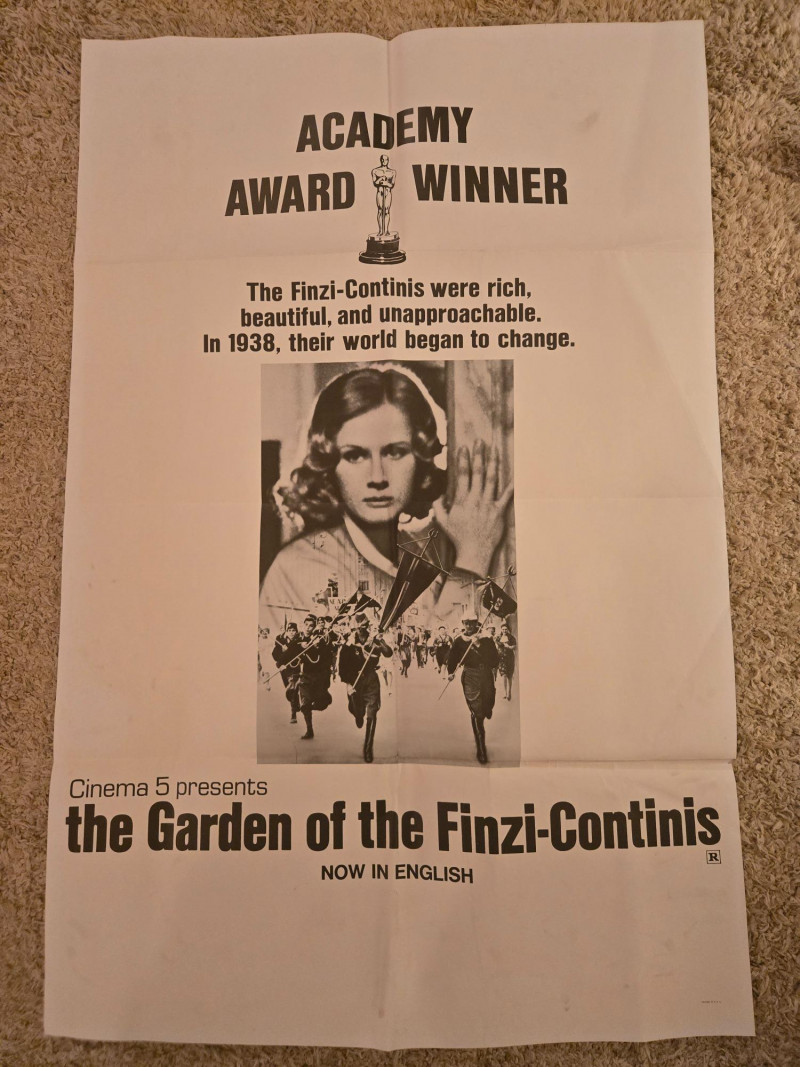 ACADEMY
AWARD WINNER
The Finzi-Continis were rich,
beautiful, and unapproachable.
In 1938, their world began to change.
Cinema 5 presents
the Garden of the Finzi-Continis
R
NOW IN ENGLISH